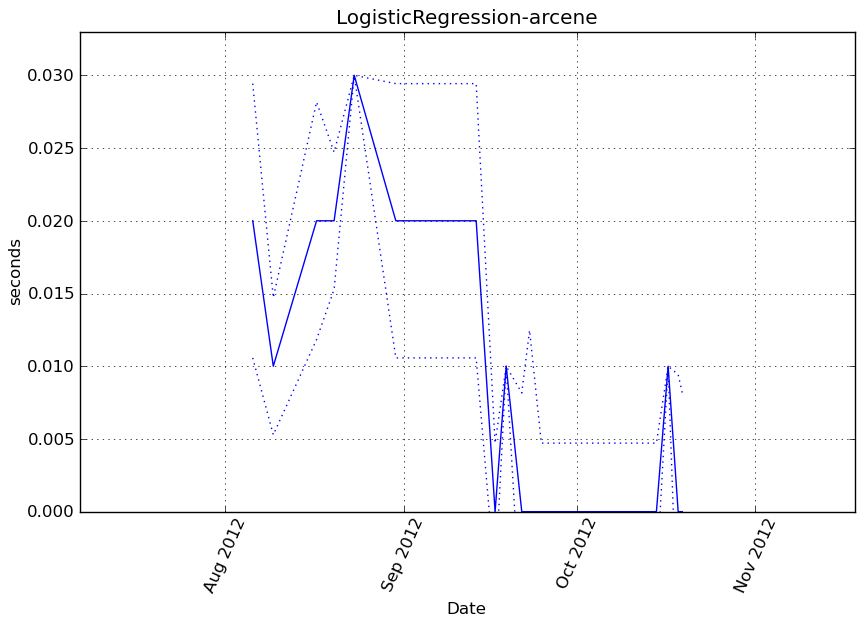 LogisticRegression-arcene
0.030
0.025
0.020
0.015
0.010
0.005
0.000
seconds
Aug 2012
Sep 2012
Oct 2012
Nov 2012
Date